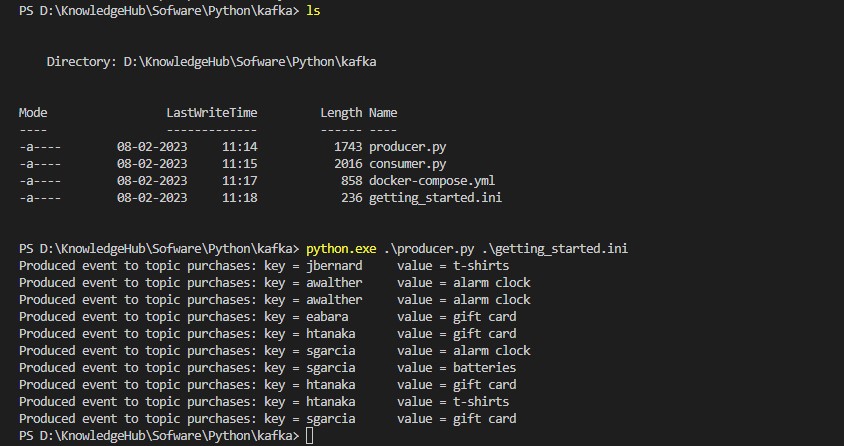 PS D:\KnowledgeHub\Sofware\Python\kafka> ls
Directory: D:\KnowledgeHub\Sofware\Python\kafka
Mode                 LastWriteTime         Length Name
----                 -------------         ------ ----
-a----        08-02-2023     11:14           1743 producer.py
-a----        08-02-2023     11:15           2016 consumer.py
-a----        08-02-2023     11:17            858 docker-compose.yml
-a----        08-02-2023     11:18            236 getting_started.ini
PS D:\KnowledgeHub\Sofware\Python\kafka> python.exe .\producer.py .\getting_started.ini
Produced event to topic purchases: key = jbernard     value = t-shirts
Produced event to topic purchases: key = awalther     value = alarm clock
Produced event to topic purchases: key = awalther     value = alarm clock
Produced event to topic purchases: key = eabara       value = gift card
Produced event to topic purchases: key = htanaka      value = gift card
Produced event to topic purchases: key = sgarcia      value = alarm clock
Produced event to topic purchases: key = sgarcia      value = batteries
Produced event to topic purchases: key = htanaka      value = gift card
Produced event to topic purchases: key = htanaka      value = t-shirts
Produced event to topic purchases: key = sgarcia      value = gift card
PS D:\KnowledgeHub\Sofware\Python\kafka>